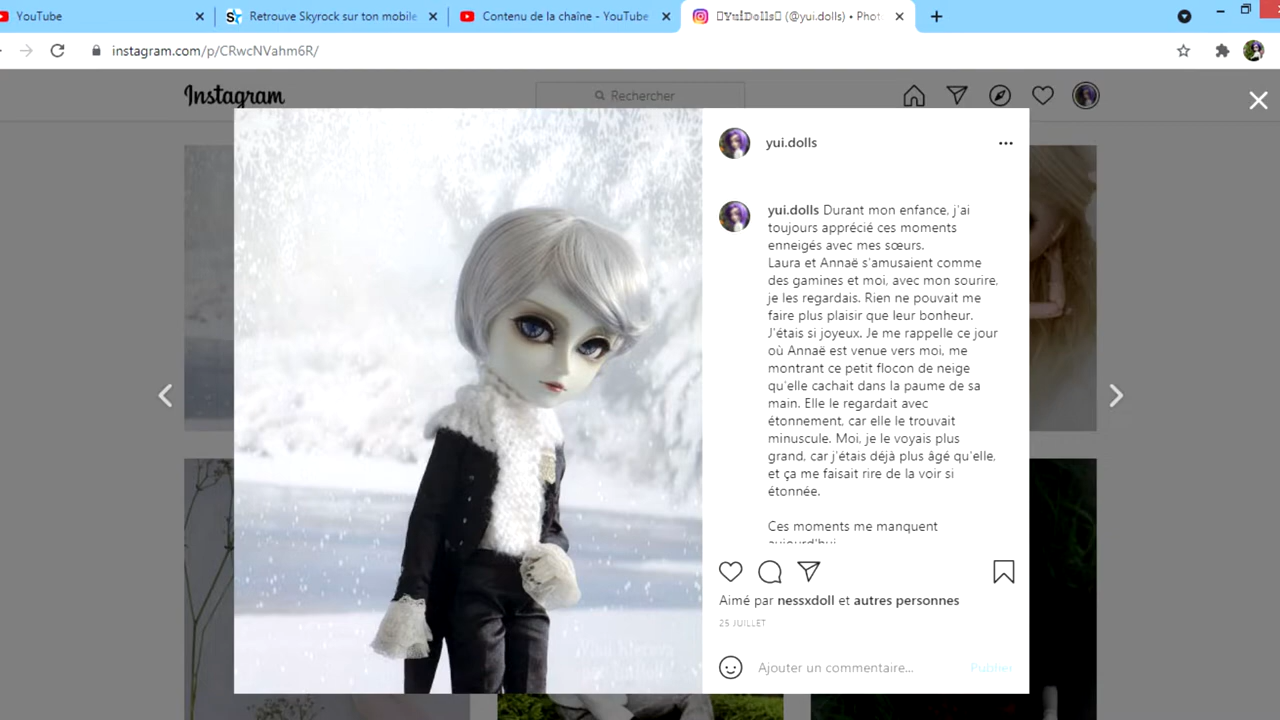 YouTube
Retrouve Skyrock sur ton mobile
Contenu de la chaîne - YouTube
(@yui.dolls) • Phot
instagram.com/p/CRwcNVahm6R/
Instagram
Rechercher
yui.dolls
yui.dolls Durant mon enfance, j'ai
toujours apprécié ces moments
enneigés avec mes sœurs.
Laura et Annaë s'amusaient comme
des gamines et moi, avec mon sourire,
je les regardais. Rien ne pouvait me
faire plus plaisir que leur bonheur.
J'étais si joyeux. Je me rappelle ce jour
où Annaë est venue vers moi, me
montrant ce petit flocon de neige
qu'elle cachait dans la paume de sa
main. Elle le regardait avec
étonnement, car elle le trouvait
minuscule. Moi, je le voyais plus
grand, car j'étais déjà plus âgé qu'elle,
et ça me faisait rire de la voir si
étonnée.
Ces moments me manquent
aujourd'hui
Aimé par nessxdoll et autres personnes
25 JUILLET
Ajouter un commentaire...
Publier